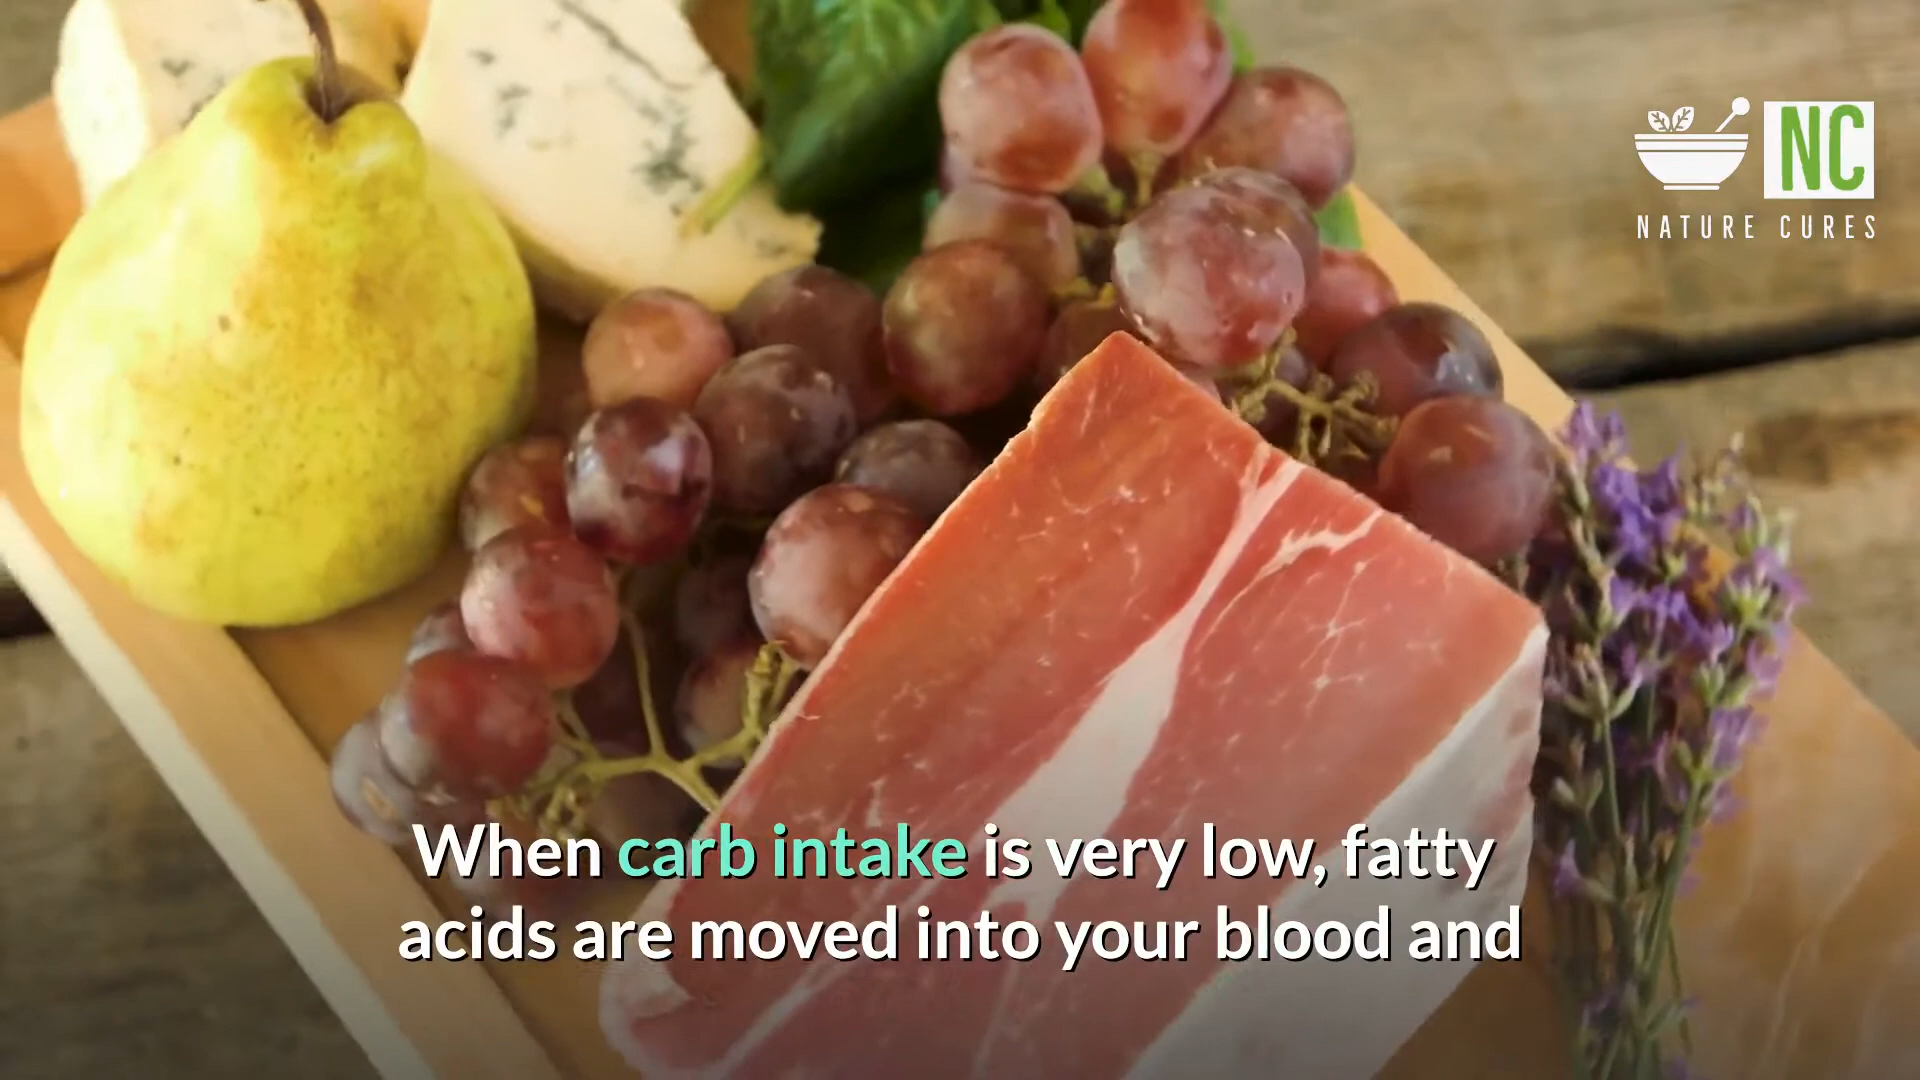 NC
NATURE CURES
When carb intake is very low, fatty
acids are moved into your blood and